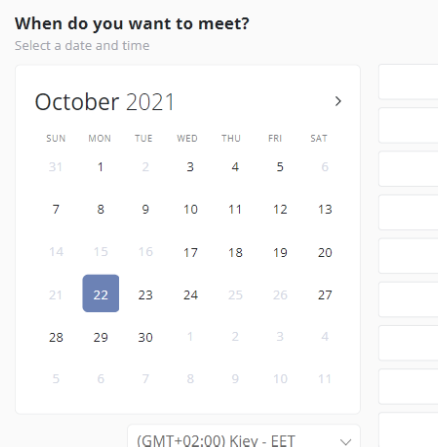 When do you want to meet?
Select a date and time
October 2021
SUN MON TUE WED THU FRI SAT
31 1 2 3 4 5 6
7 8 9 10 11 12 13
14 15 16 17 18 19 20
21 22 23 24 25 26 27
28 29 30 1 2 3 4
5 6 7 8 9 10 11
(GMT+02:00) Kiev - EET